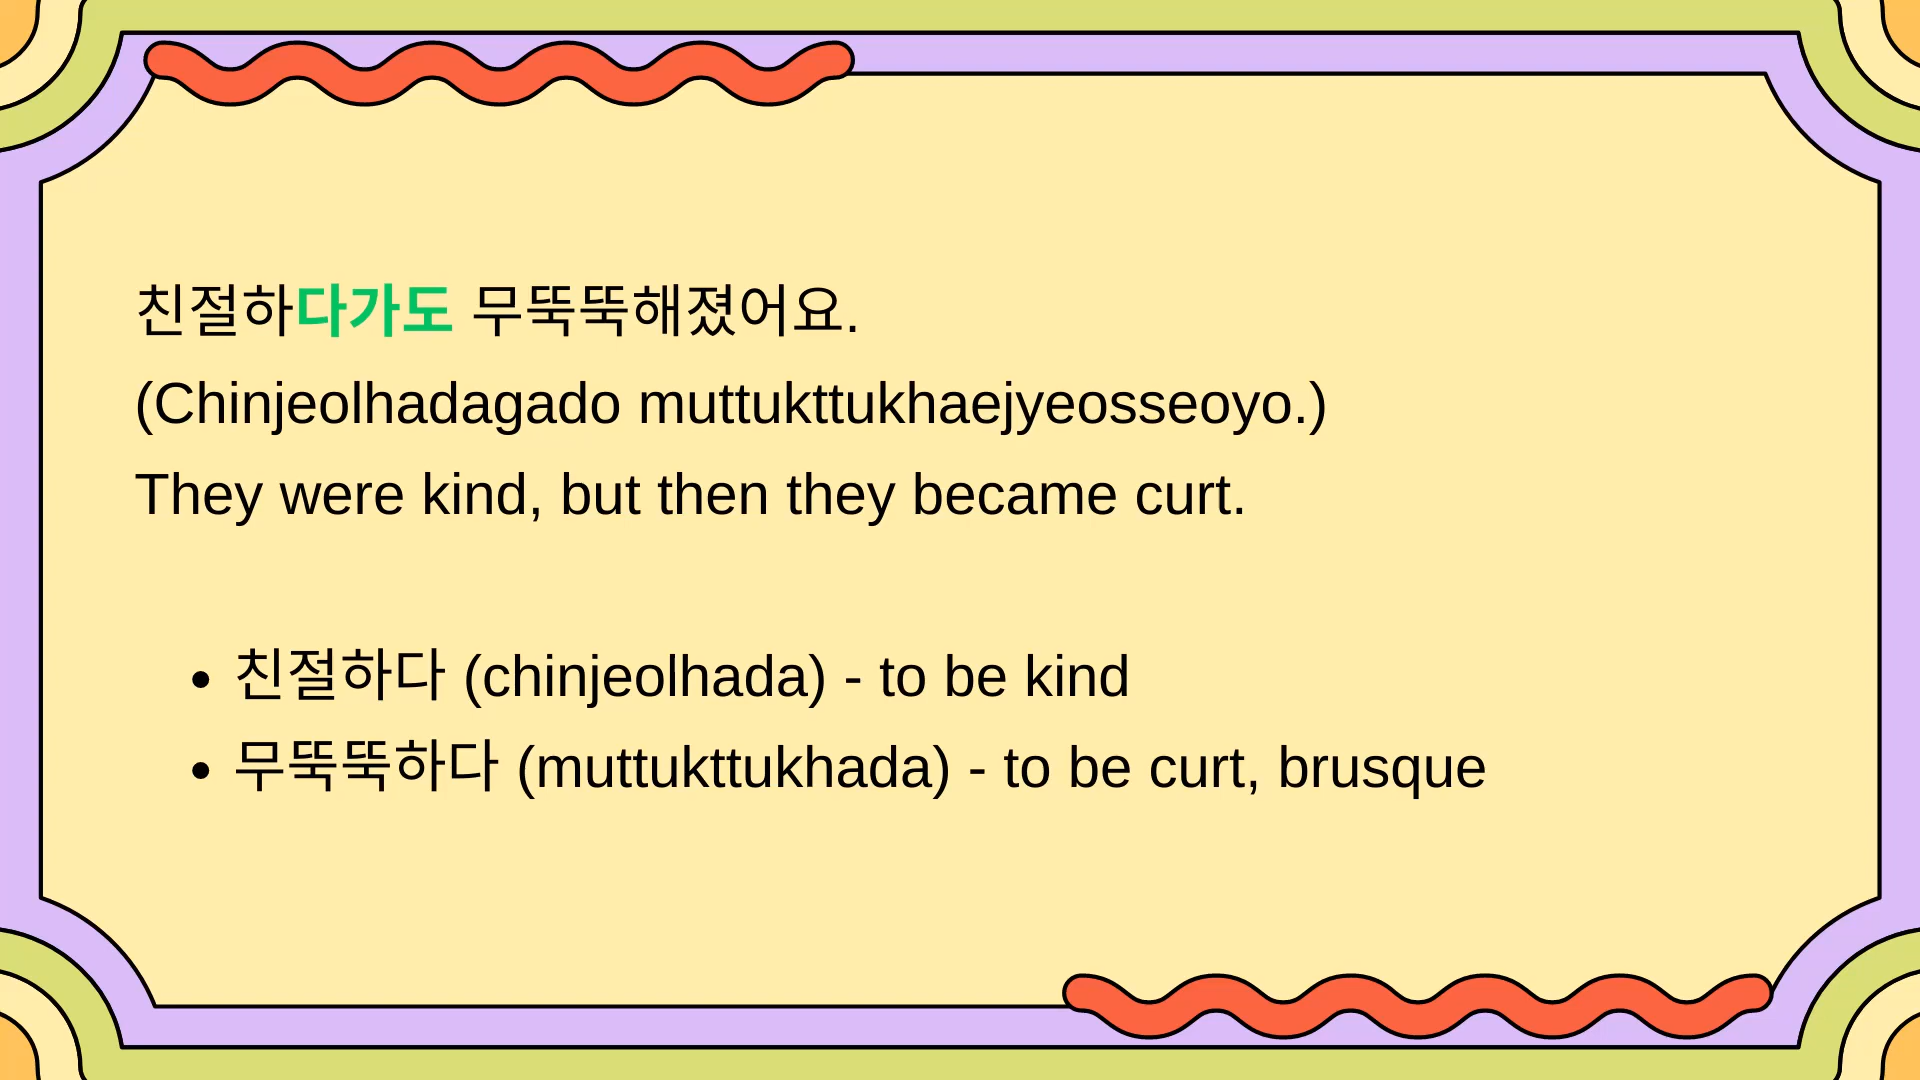 친절하다가도 무뚝뚝해졌어요.
(Chinjeolhadagado muttukttukhaejyeosseoyo.)
They were kind, but then they became curt.
• 친절하다 (chinjeolhada) - to be kind
• 무뚝뚝하다 (muttukttukhada) - to be curt, brusque